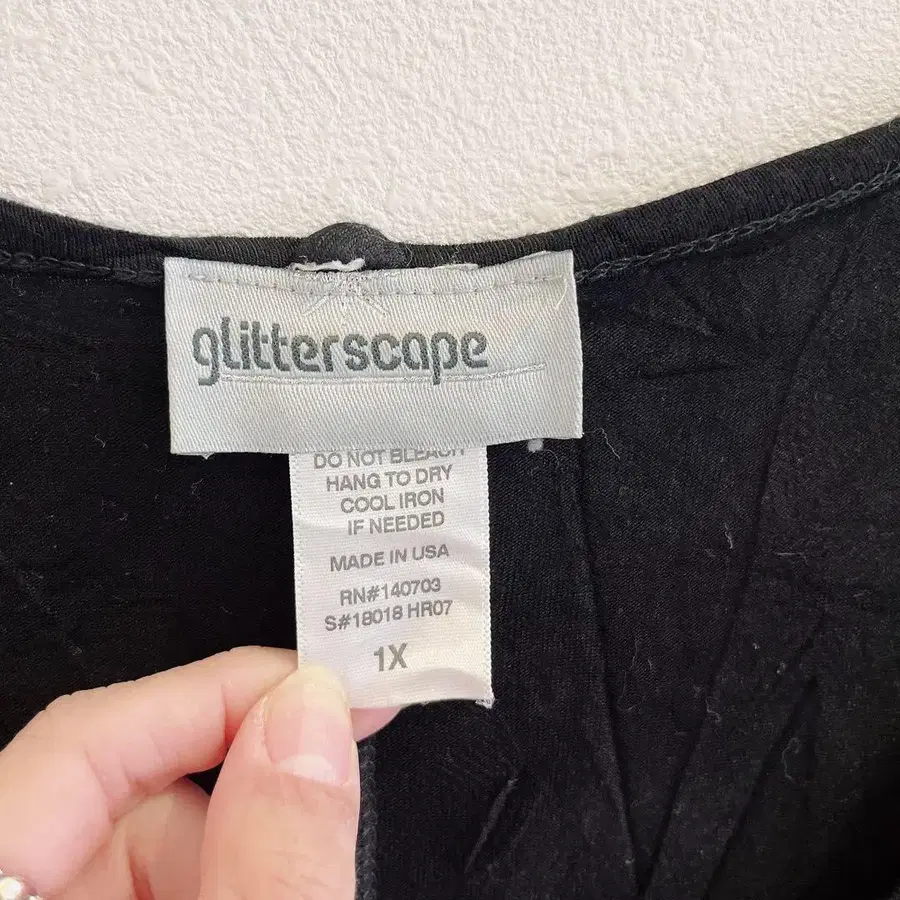 glitterscape
DO NOT BLEACH
HANG TO DRY
COOL IRON
IF NEEDED
MADE IN USA
RN#140703
S#18018 HR07
1X